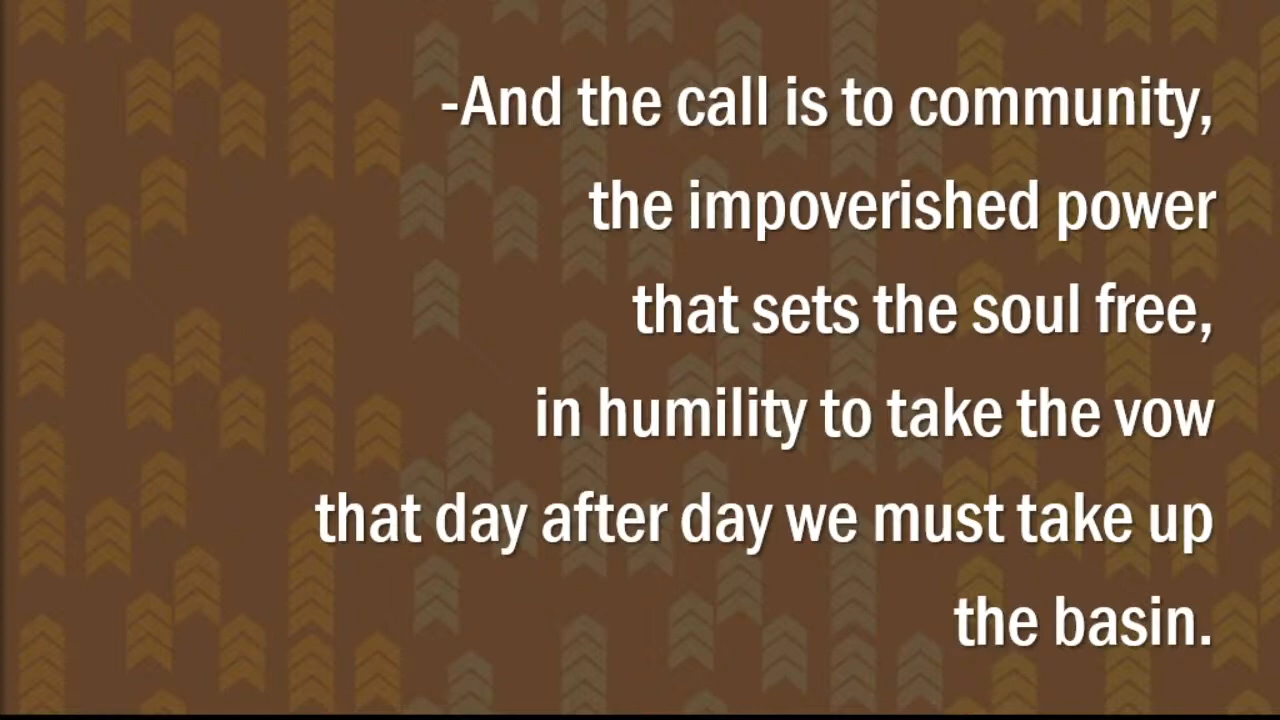 -And the call is to community,
the impoverished power
that sets the soul free,
in humility to take the vow
that day after day we must take up
the basin.